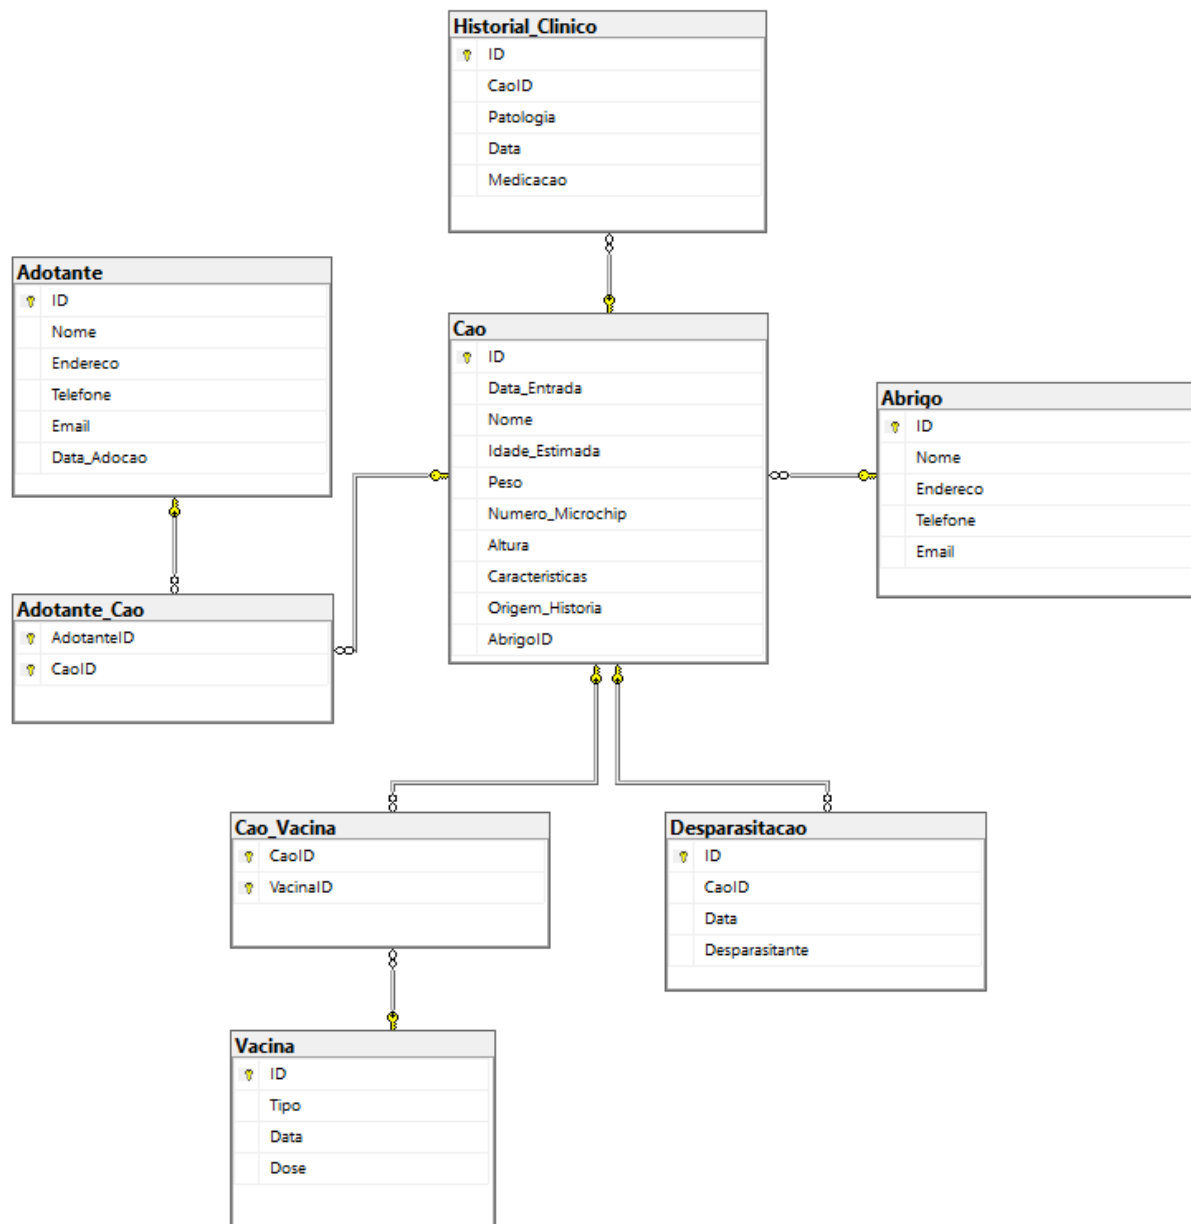 Historial_Clinico
ID
CaoID
Patologia
Data
Medicacao
Adotante
ID
Nome
Endereco
Telefone
Email
Data_Adocao
Cao
ID
Data_Entrada
Nome
Idade_Estimada
Peso
Numero_Microchip
Altura
Caracteristicas
Origem_Historia
AbrigoID
Abrigo
ID
Nome
Endereco
Telefone
Email
Adotante_Cao
AdotanteID
CaoID
Cao_Vacina
CaoID
VacinaID
Desparasitacao
ID
CaoID
Data
Desparasitante
Vacina
ID
Tipo
Data
Dose